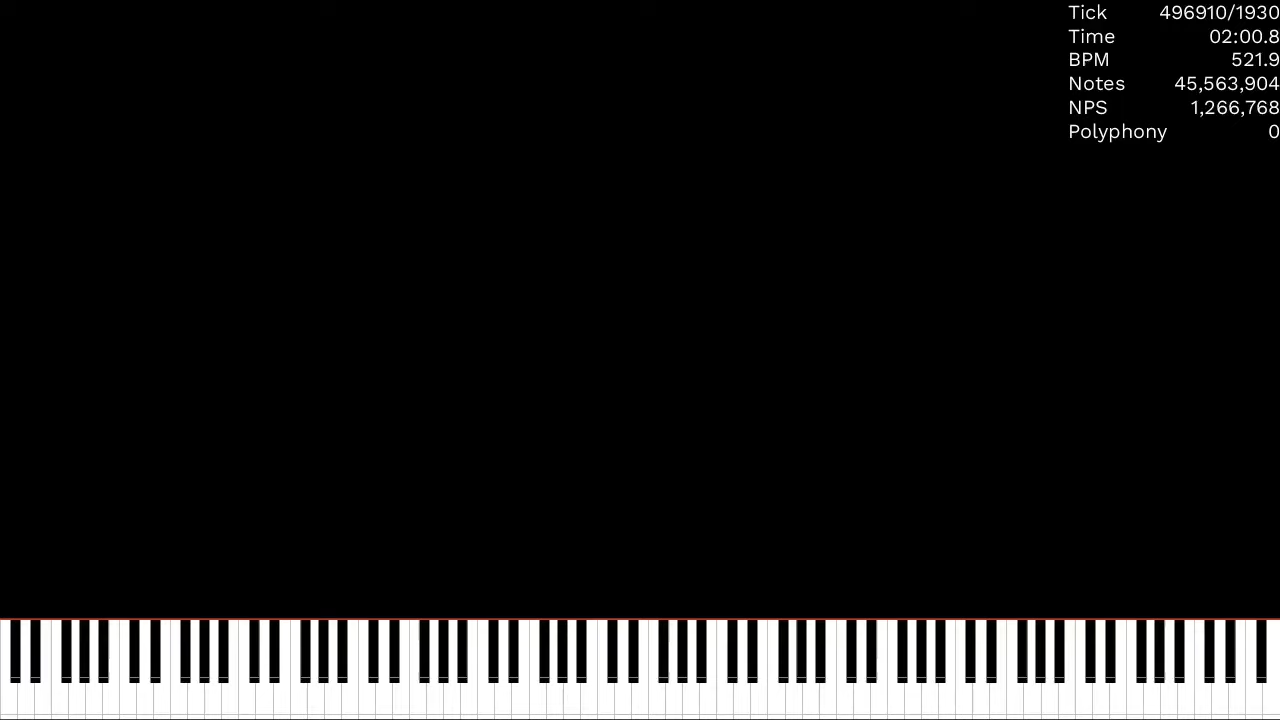 Tick 496910/1930
Time 02:00.8
BPM 521.9
Notes 45,563,904
NPS 1,266,768
Polyphony 0